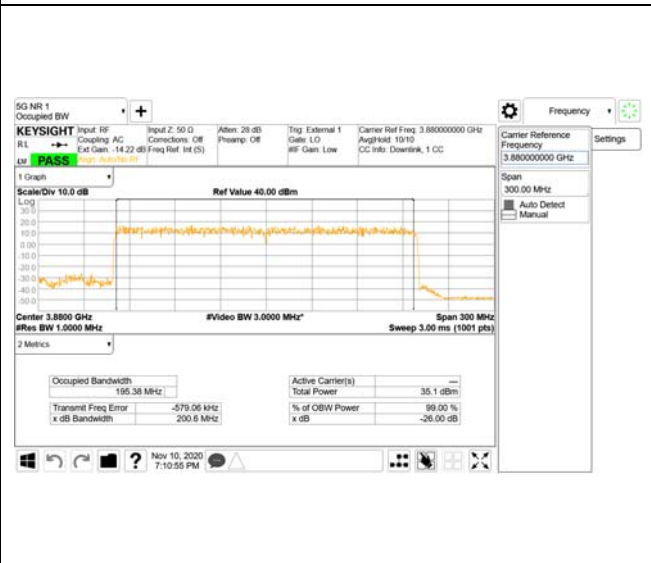 5G NR 1
Occupied BW
+
Frequency
KEYSIGHT
Input: RF
Coupling: AC
Ext Gain: -14.22 dB
Align: Auto/No RF
Input Z: 50 Ω
Corrections: Off
Freq Ref: Int (S)
Atten: 28 dB
Preamp: Off
Trig: External 1
Gate: LO
#IF Gain: Low
Carrier Ref Freq: 3.880000000 GHz
Avg|Hold: 10/10
CC Info: Downlink, 1 CC
R L
PASS
Carrier Reference
Frequency
3.880000000 GHz
Settings
Span
300.00 MHz
Auto Detect
Manual
1 Graph
Scale/Div 10.0 dB
Ref Value 40.00 dBm
Log
30.0
20.0
10.0
0.00
-10.0
-20.0
-30.0
-40.0
-50.0
Center 3.8800 GHz
#Video BW 3.0000 MHz*
Span 300 MHz
#Res BW 1.0000 MHz
Sweep 3.00 ms (1001 pts)
2 Metrics
Occupied Bandwidth
195.38 MHz
Active Carrier(s)
—
Total Power
35.1 dBm
Transmit Freq Error
-579.06 kHz
% of OBW Power
99.00 %
x dB Bandwidth
200.6 MHz
x dB
-26.00 dB
?
Nov 10, 2020
7:10:55 PM